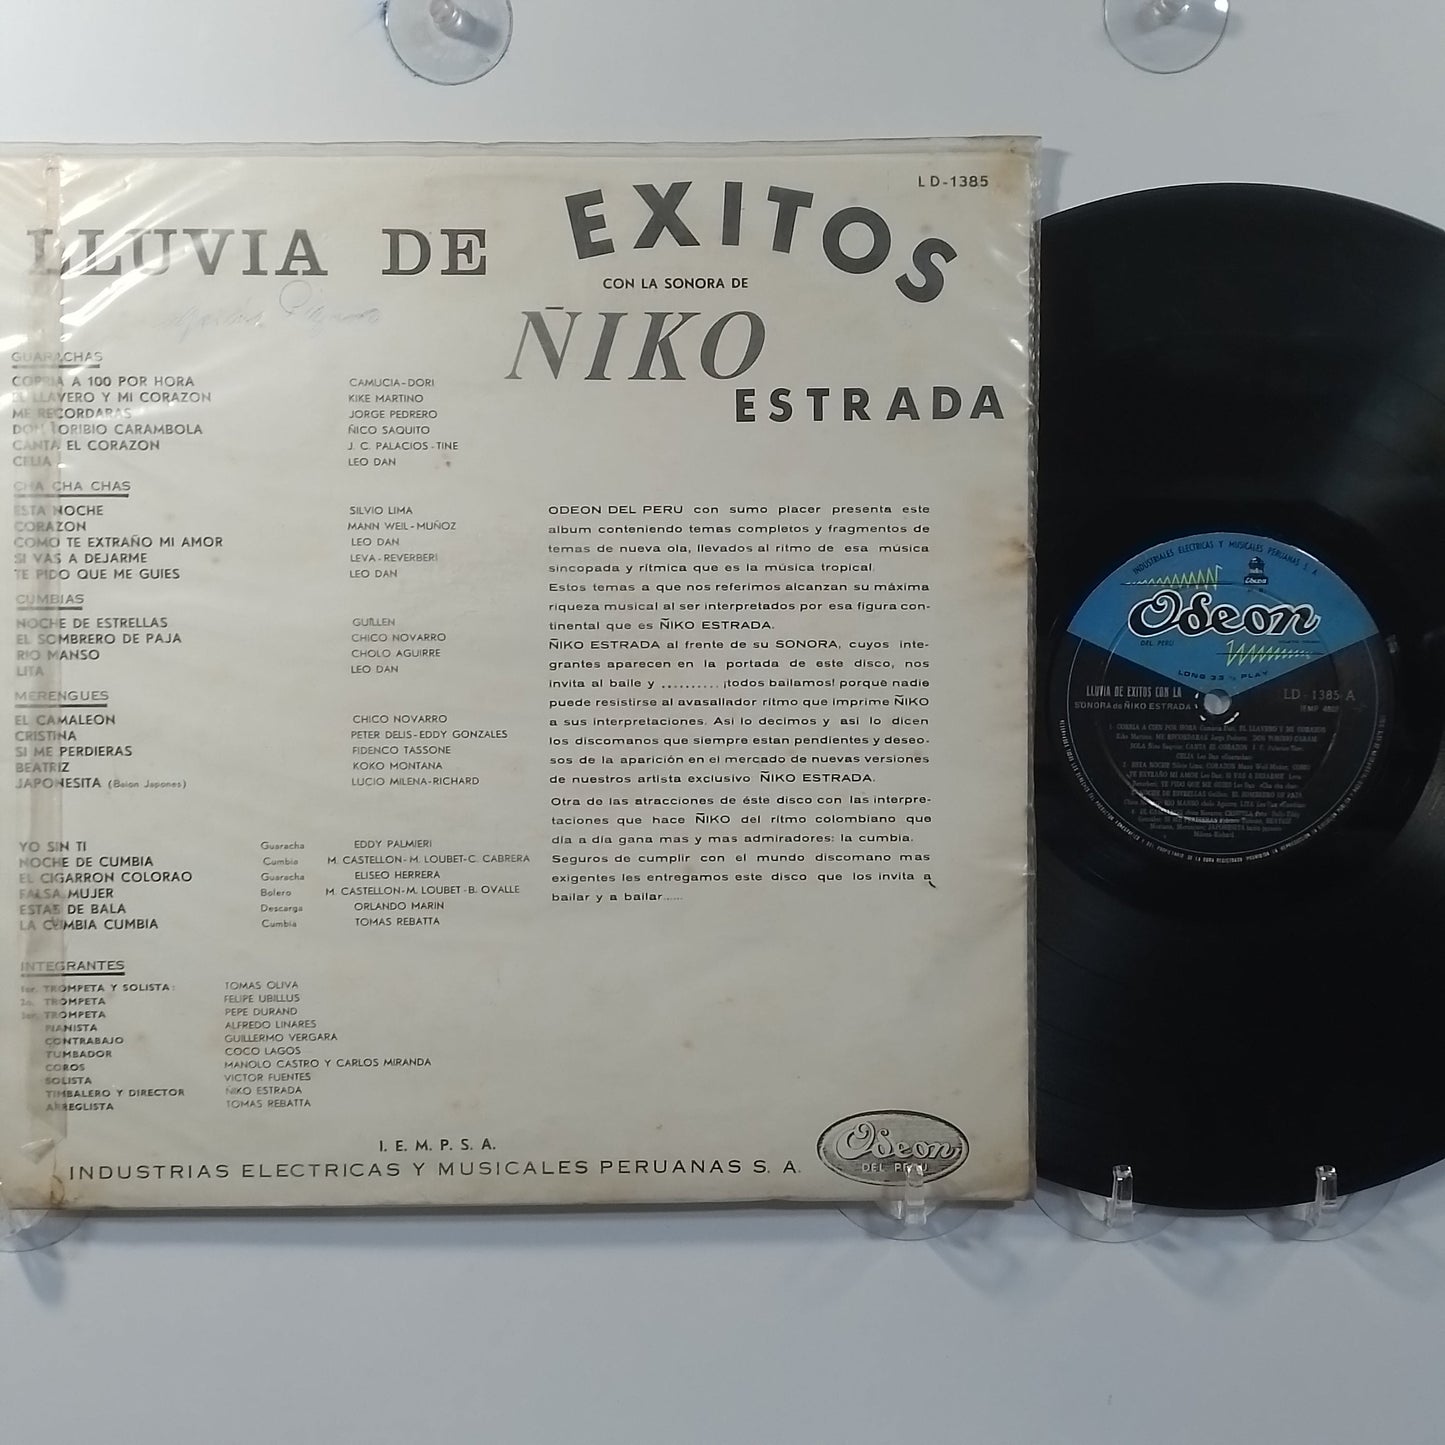 LD-1385
LLUVIA DE EXITOS
CON LA SONORA DE
ÑIKO
ESTRADA
GUARACHAS
CORRIA A 100 POR HORA CAMUCIA-DORI
EL LLAVERO Y MI CORAZON KIKE MARTINO
ME RECORDARAS JORGE PEDRERO
DON TORIBIO CARAMBOLA ÑICO SAQUITO
CANTA EL CORAZON J. C. PALACIOS-TINE
CELIA LEO DAN
CHA CHA CHAS
ESTA NOCHE SILVIO LIMA
CORAZON MANN WEIL-MUÑOZ
COMO TE EXTRAÑO MI AMOR LEO DAN
SI VAS A DEJARME LEVA-REVERBERI
TE PIDO QUE ME GUIES LEO DAN
CUMBIAS
NOCHE DE ESTRELLAS GUILLEN
EL SOMBRERO DE PAJA CHICO NOVARRO
RIO MANSO CHOLO AGUIRRE
LITA LEO DAN
MERENGUES
EL CAMALEON CHICO NOVARRO
CRISTINA PETER DELIS-EDDY GONZALES
SI ME PERDIERAS FIDENCO TASSONE
BEATRIZ KOKO MONTANA
JAPONESITA (Baion Japones) LUCIO MILENA-RICHARD
YO SIN TI Guaracha EDDY PALMIERI
NOCHE DE CUMBIA Cumbia M. CASTELLON-M. LOUBET-C. CABRERA
EL CIGARRON COLORAO Guaracha ELISEO HERRERA
FALSA MUJER Bolero M. CASTELLON-M. LOUBET-B. OVALLE
ESTAS DE BALA Descarga ORLANDO MARIN
LA CUMBIA CUMBIA Cumbia TOMAS REBATTA
INTEGRANTES
1er. TROMPETA Y SOLISTA: TOMAS OLIVA
2a. TROMPETA FELIPE UBILLUS
3er. TROMPETA PEPE DURAND
PIANISTA ALFREDO LINARES
CONTRABAJO GUILLERMO VERGARA
TUMBADOR COCO LAGOS
COROS MANOLO CASTRO Y CARLOS MIRANDA
SOLISTA VICTOR FUENTES
TIMBALERO Y DIRECTOR ÑIKO ESTRADA
ARREGLISTA TOMAS REBATTA
ODEON DEL PERU con sumo placer presenta este
album conteniendo temas completos y fragmentos de
temas de nueva ola, llevados al ritmo de esa música
sincopada y rítmica que es la música tropical.
Estos temas a que nos referimos alcanzan su máxima
riqueza musical al ser interpretados por esa figura con-
tinental que es ÑIKO ESTRADA.
ÑIKO ESTRADA al frente de su SONORA, cuyos inte-
grantes aparecen en la portada de este disco, nos
invita al baile y .......... ¡todos bailamos! porque nadie
puede resistirse al avasallador ritmo que imprime ÑIKO
a sus interpretaciones. Asi lo decimos y asi lo dicen
los discomanos que siempre estan pendientes y deseo-
sos de la aparición en el mercado de nuevas versiones
de nuestros artista exclusivo ÑIKO ESTRADA.
Otra de las atracciones de éste disco con las interpre-
taciones que hace ÑIKO del rítmo colombiano que
día a día gana mas y mas admiradores: la cumbia.
Seguros de cumplir con el mundo discomano mas
exigentes les entregamos este disco que los invita a
bailar y a bailar......
I. E. M. P. S. A.
INDUSTRIAS ELECTRICAS Y MUSICALES PERUANAS S. A.
Odeon
DEL PERU
INDUSTRIALES ELECTRICAS Y MUSICALES PERUANAS S. A.
Odeon
DEL PERU
LONG 33 ⅓ PLAY
LLUVIA DE EXITOS CON LA
SONORA de ÑIKO ESTRADA
LD - 1385 A